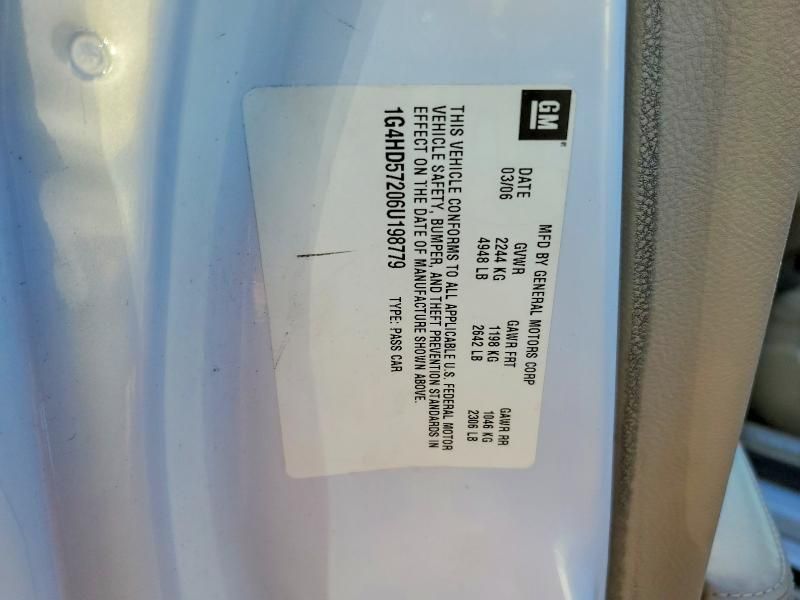 GM
MFD BY GENERAL MOTORS CORP
DATE GVWR GAWR FRT GAWR RR
03/06 2244 KG 1198 KG 1046 KG
4948 LB 2642 LB 2306 LB
THIS VEHICLE CONFORMS TO ALL APPLICABLE U.S. FEDERAL MOTOR
VEHICLE SAFETY, BUMPER, AND THEFT PREVENTION STANDARDS IN
EFFECT ON THE DATE OF MANUFACTURE SHOWN ABOVE.
1G4HD57206U198779 TYPE: PASS CAR